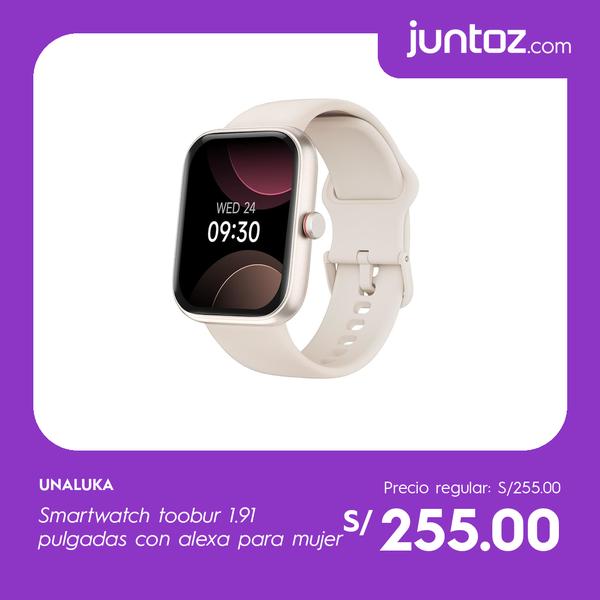 juntoz.com
WED 24
09:30
UNALUKA
Precio regular: S/255.00
Smartwatch toobur 1.91
pulgadas con alexa para mujer
S/ 255.00